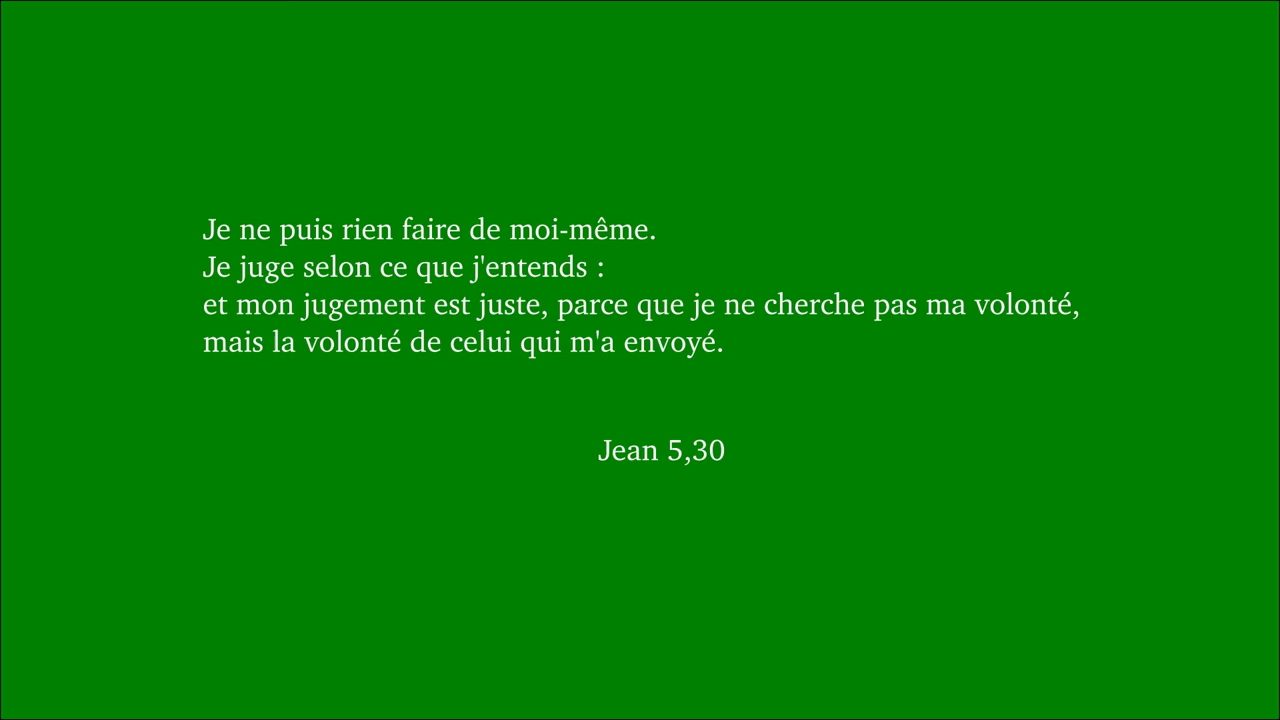 Je ne puis rien faire de moi-même.
Je juge selon ce que j'entends :
et mon jugement est juste, parce que je ne cherche pas ma volonté,
mais la volonté de celui qui m'a envoyé.
Jean 5,30